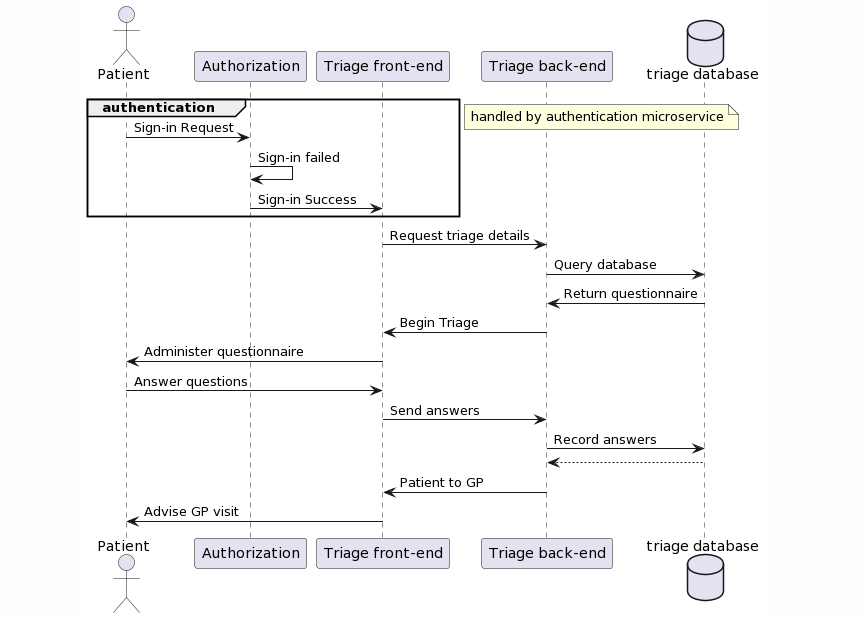 Patient
Authorization
Triage front-end
Triage back-end
triage database
authentication
handled by authentication microservice
Sign-in Request
Sign-in failed
Sign-in Success
Request triage details
Query database
Return questionnaire
Begin Triage
Administer questionnaire
Answer questions
Send answers
Record answers
Patient to GP
Advise GP visit
Patient
Authorization
Triage front-end
Triage back-end
triage database